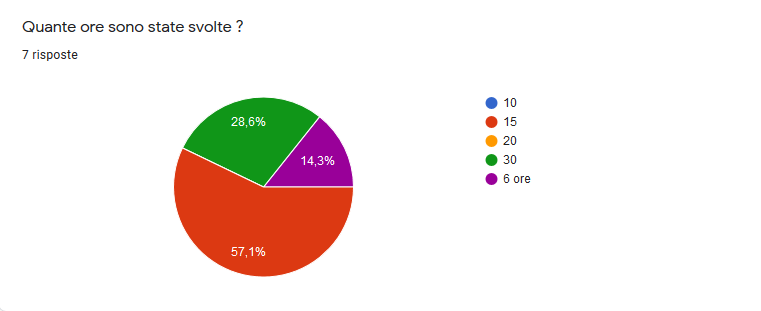 Quante ore sono state svolte ?
7 risposte
28,6%
14,3%
57,1%
10
15
20
30
6 ore